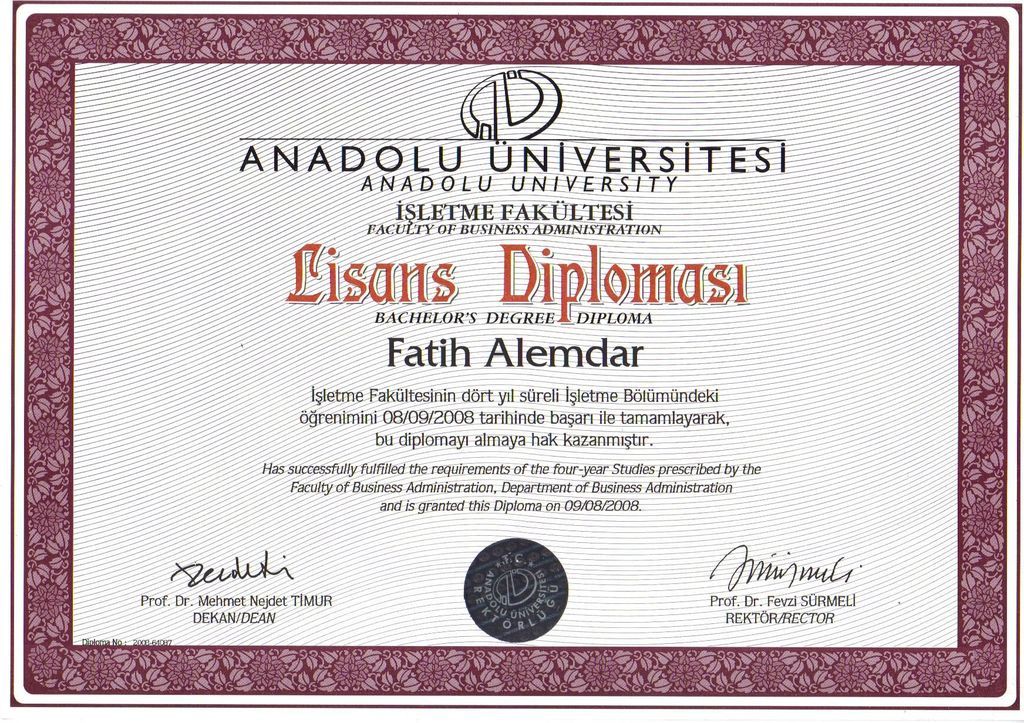 ANADOLU ÜNİVERSİTESİ
ANADOLU UNIVERSITY
İŞLETME FAKÜLTESİ
FACULTY OF BUSINESS ADMINISTRATION
Lisans Diploması
BACHELOR'S DEGREE DIPLOMA
Fatih Alemdar
İşletme Fakültesinin dört yıl süreli İşletme Bölümündeki
öğrenimini 08/09/2008 tarihinde başarı ile tamamlayarak,
bu diplomayı almaya hak kazanmıştır.
Has successfully fulfilled the requirements of the four-year Studies prescribed by the
Faculty of Business Administration, Department of Business Administration
and is granted this Diploma on 09/08/2008.
T.C.
ANADOLU ÜNİVERSİTESİ
REKTÖRLÜĞÜ
Prof. Dr. Mehmet Nejdet TİMUR
DEKAN/DEAN
Prof. Dr. Fevzi SÜRMELİ
REKTÖR/RECTOR
Diploma No : 2008-64087